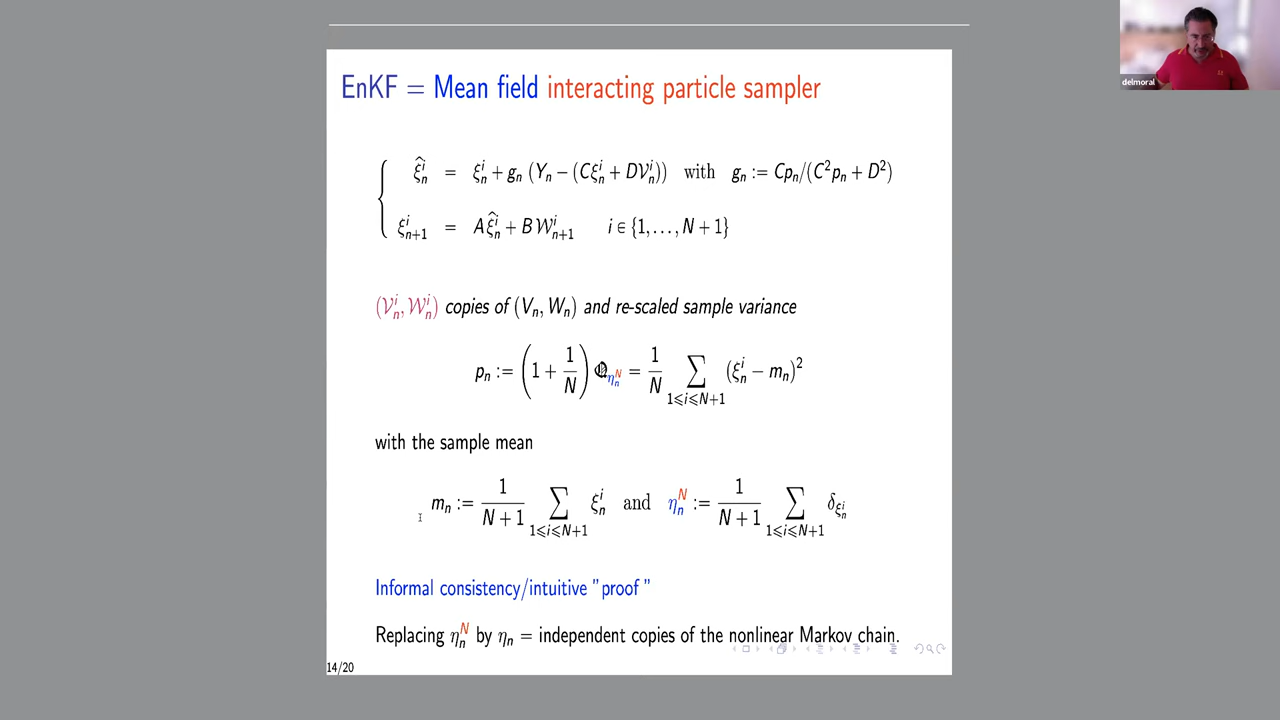 delmoral
EnKF = Mean field interacting particle sampler
ξ̂ⁱₙ = ξⁱₙ + gₙ (Yₙ − (Cξⁱₙ + D𝒱ⁱₙ)) with gₙ := Cpₙ/(C²pₙ + D²)
ξⁱₙ₊₁ = Aξ̂ⁱₙ + B𝒲ⁱₙ₊₁ i ∈ {1, …, N + 1}
(𝒱ⁱₙ, 𝒲ⁱₙ) copies of (Vₙ, Wₙ) and re-scaled sample variance
pₙ := (1 + 1/N) 𝒬_{ηₙᴺ} = 1/N ∑_{1⩽i⩽N+1} (ξⁱₙ − mₙ)²
with the sample mean
mₙ := 1/(N + 1) ∑_{1⩽i⩽N+1} ξⁱₙ and ηₙᴺ := 1/(N + 1) ∑_{1⩽i⩽N+1} δ_{ξⁱₙ}
Informal consistency/intuitive "proof "
Replacing ηₙᴺ by ηₙ = independent copies of the nonlinear Markov chain.
14/20